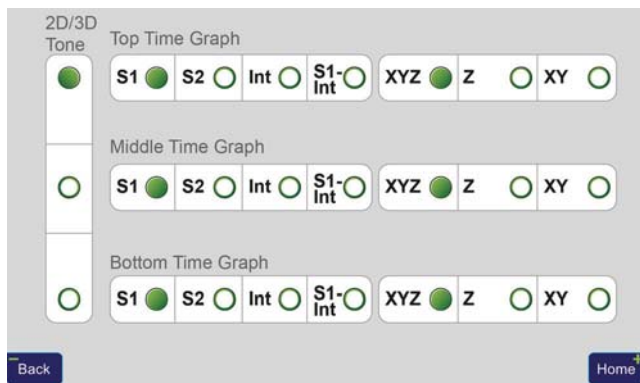 2D/3D
Tone
Top Time Graph
S1 S2 Int S1-
Int XYZ Z XY
Middle Time Graph
S1 S2 Int S1-
Int XYZ Z XY
Bottom Time Graph
S1 S2 Int S1-
Int XYZ Z XY
Back
Home